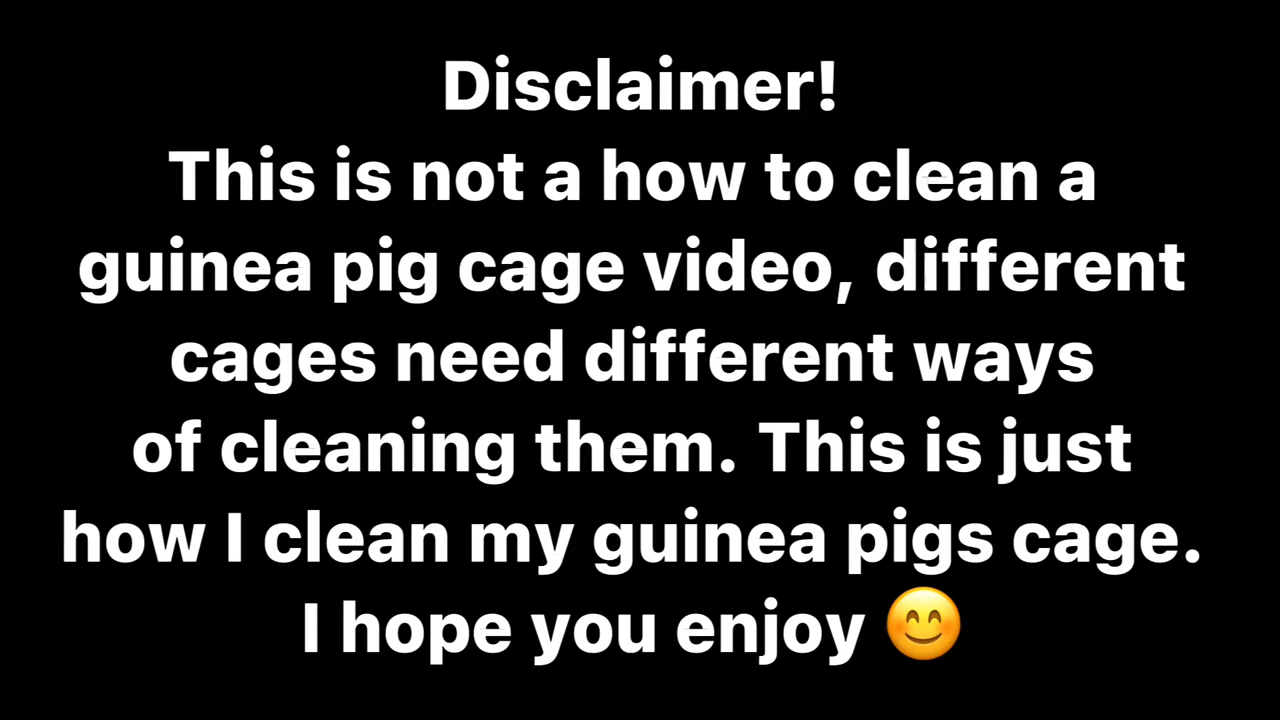 Disclaimer!
This is not a how to clean a
guinea pig cage video, different
cages need different ways
of cleaning them. This is just
how I clean my guinea pigs cage.
I hope you enjoy 😊